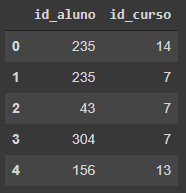 id_aluno id_curso
0 235 14
1 235 7
2 43 7
3 304 7
4 156 13